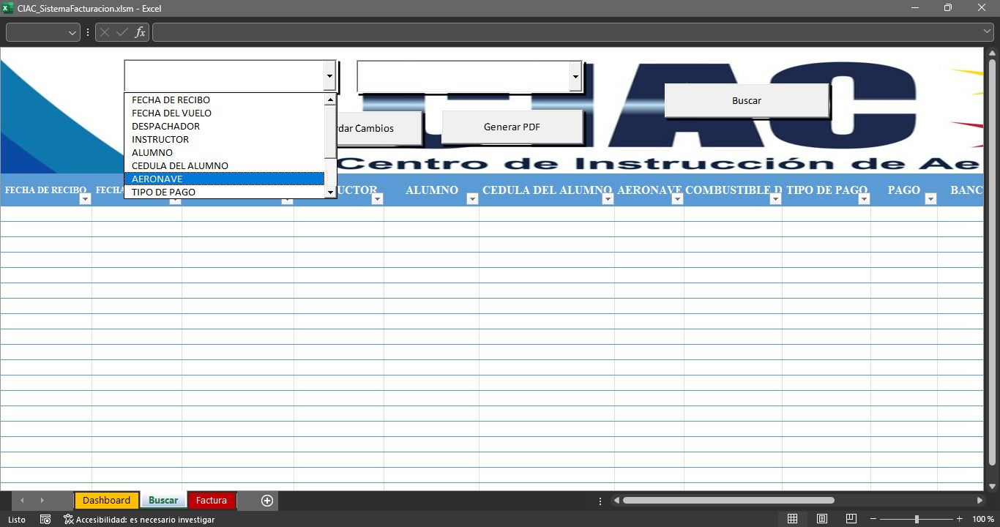 CIAC_SistemaFacturacion.xlsm - Excel
fx
FECHA DE RECIBO
FECHA DEL VUELO
DESPACHADOR
INSTRUCTOR
ALUMNO
CEDULA DEL ALUMNO
AERONAVE
TIPO DE PAGO
rdar Cambios
Generar PDF
Buscar
AC
Centro de Instrucción de Ae
FECHA DE RECIBO FECHA UCTOR ALUMNO CEDULA DEL ALUMNO AERONAVE COMBUSTIBLE D TIPO DE PAGO PAGO BANC
Dashboard Buscar Factura
Listo Accesibilidad: es necesario investigar 100 %